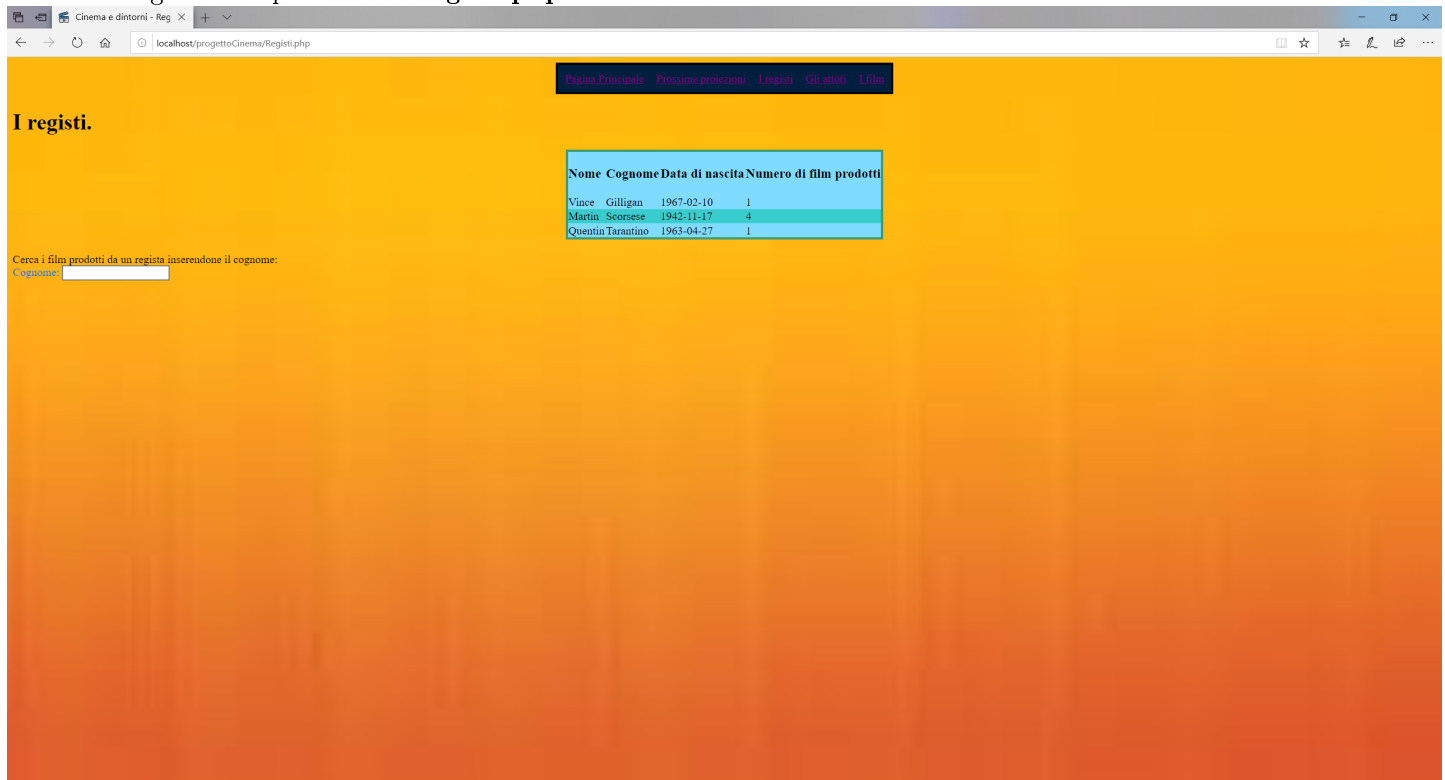 Cinema e dintorni - Reg
localhost/progettoCinema/Registi.php
Pagina Principale Prossime proiezioni I registi Gli attori I film
I registi.
Nome Cognome Data di nascita Numero di film prodotti
Vince Gilligan 1967-02-10 1
Martin Scorsese 1942-11-17 4
Quentin Tarantino 1963-04-27 1
Cerca i film prodotti da un regista inserendone il cognome:
Cognome: